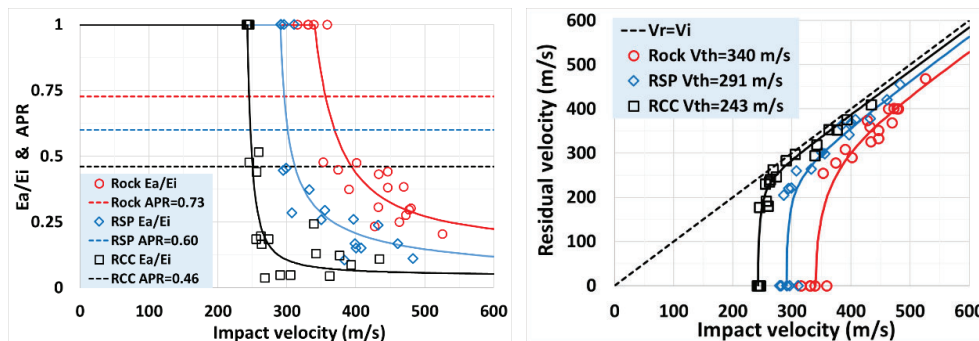 1
0.75
0.5
0.25
0
Ea/Ei & APR
Rock Ea/Ei
Rock APR=0.73
RSP Ea/Ei
RSP APR=0.60
RCC Ea/Ei
RCC APR=0.46
0 100 200 300 400 500 600
Impact velocity (m/s)
600
500
400
300
200
100
0
Residual velocity (m/s)
Vr=Vi
Rock Vth=340 m/s
RSP Vth=291 m/s
RCC Vth=243 m/s
0 100 200 300 400 500 600
Impact velocity (m/s)